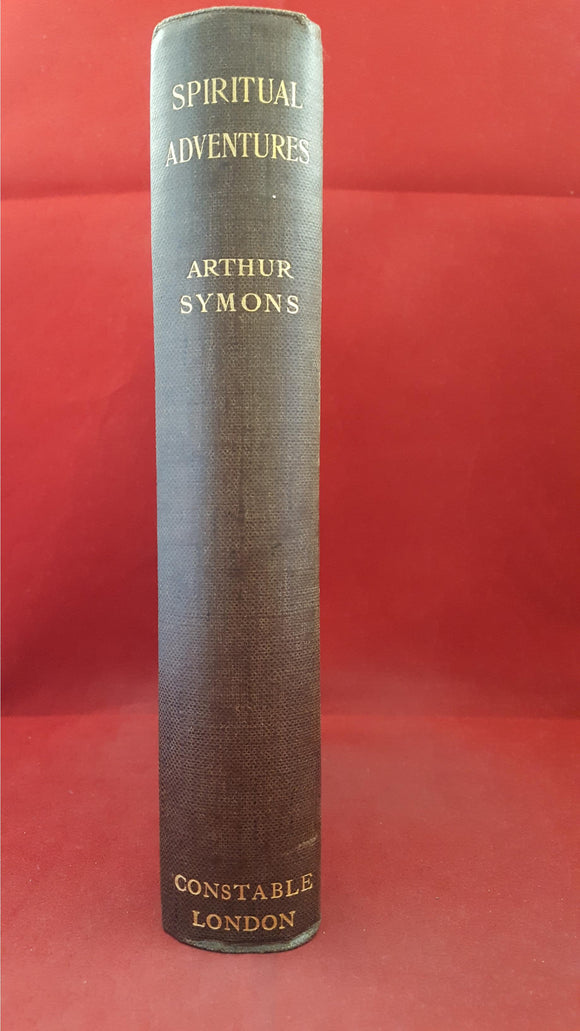 SPIRITUAL
ADVENTURES
ARTHUR
SYMONS
CONSTABLE
LONDON